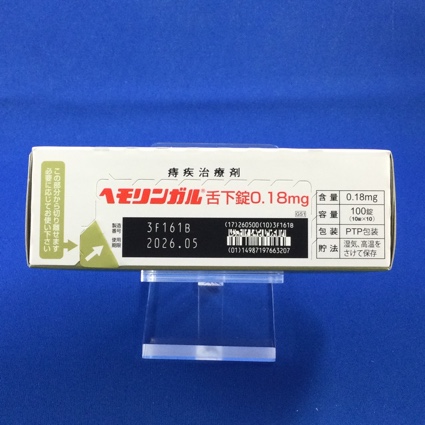 この部分から切り離せます
必要に応じてお使い下さい
痔疾治療剤
ヘモリンガル®舌下錠0.18mg
GS1
製造番号 3F161B
使用期限 2026.05
(17)260500(10)3F161B
(01)14987197663207
含量 0.18mg
容量 100錠
(10錠×10)
包装 PTP包装
貯法 湿気、高温を
さけて保存